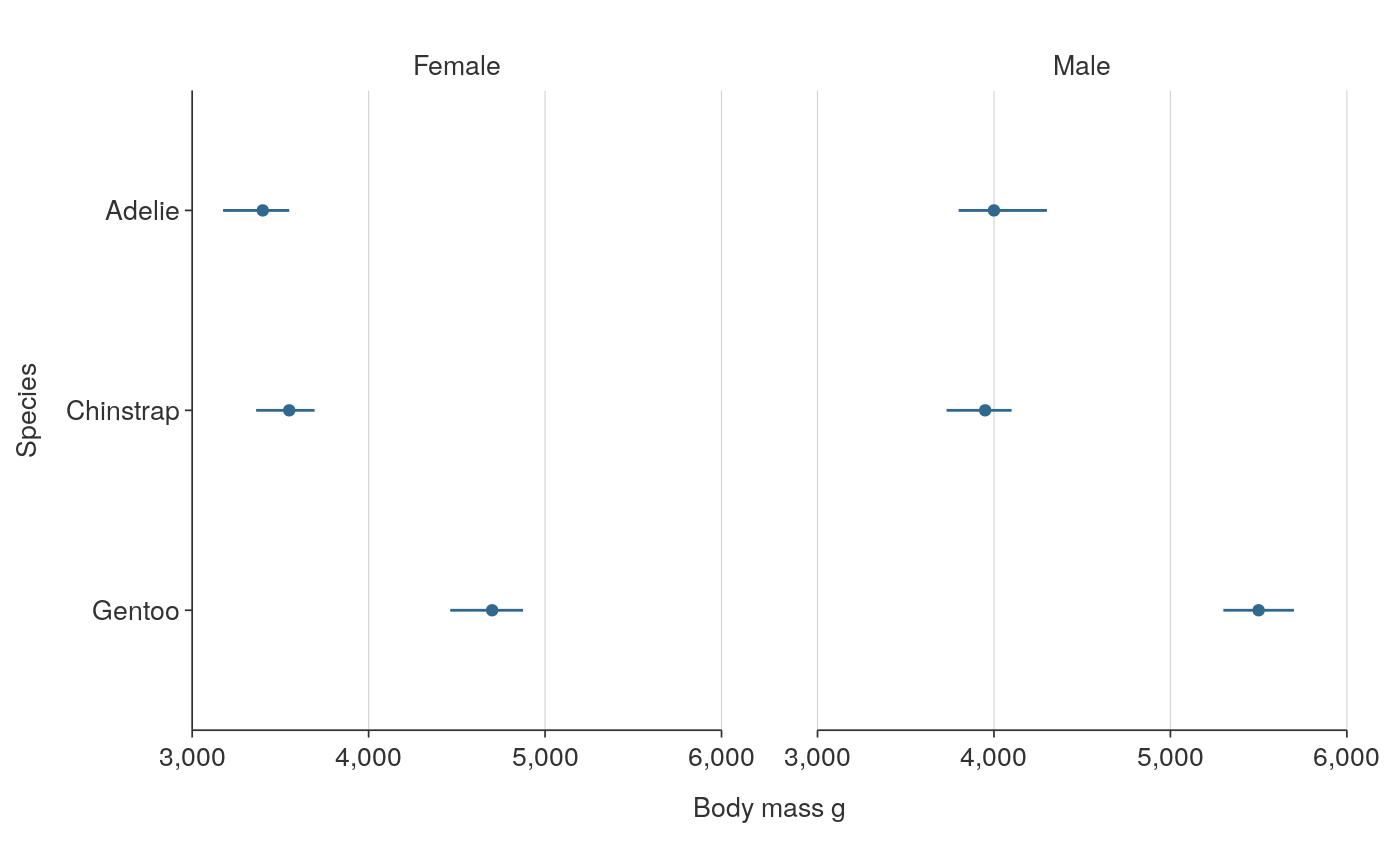 Female
Male
Adelie
Chinstrap
Gentoo
Species
3,000 4,000 5,000 6,000
3,000 4,000 5,000 6,000
Body mass g